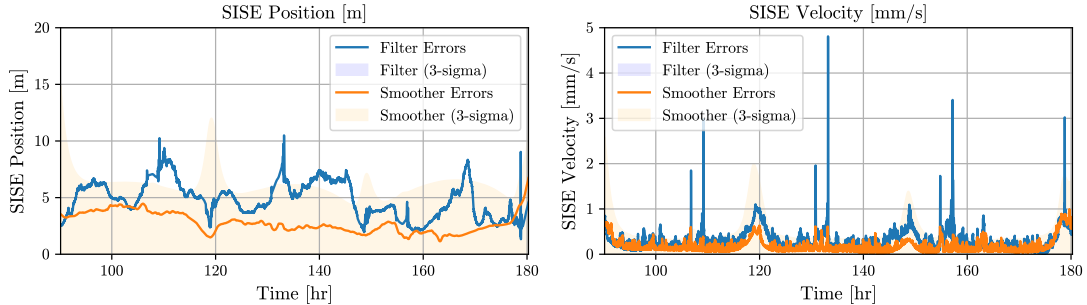 SISE Position [m]
20
15
10
5
0
SISE Position [m]
Filter Errors
Filter (3-sigma)
Smoother Errors
Smoother (3-sigma)
100
120
140
160
180
Time [hr]
SISE Velocity [mm/s]
5
4
3
2
1
0
SISE Velocity [mm/s]
Filter Errors
Filter (3-sigma)
Smoother Errors
Smoother (3-sigma)
100
120
140
160
180
Time [hr]